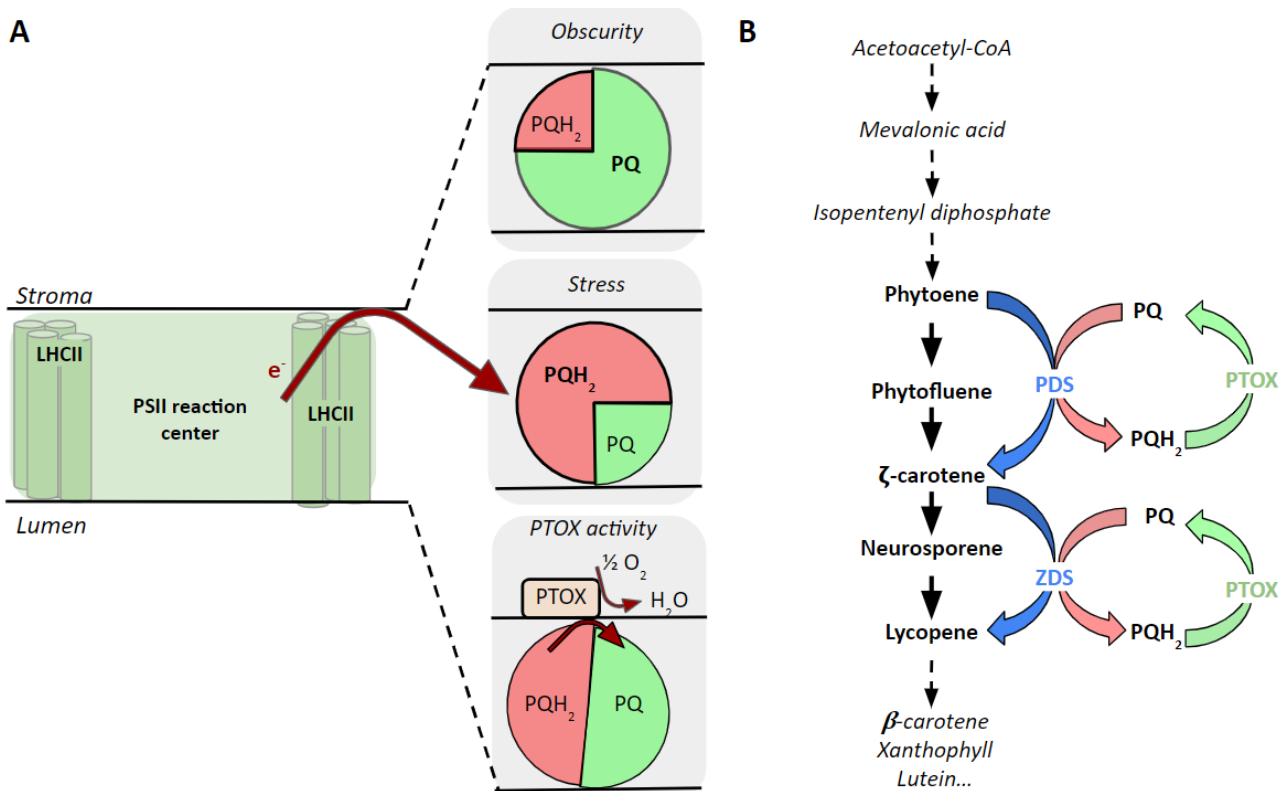 A
Obscurity
PQH2
PQ
Stroma
LHCII
PSII reaction
center
e-
LHCII
Lumen
Stress
PQH2
PQ
PTOX activity
½ O2
PTOX
H2O
PQH2
PQ
B
Acetoacetyl-CoA
Mevalonic acid
Isopentenyl diphosphate
Phytoene
PQ
PDS
PTOX
Phytofluene
PQH2
ζ-carotene
PQ
Neurosporene
ZDS
PTOX
Lycopene
PQH2
β-carotene
Xanthophyll
Lutein...